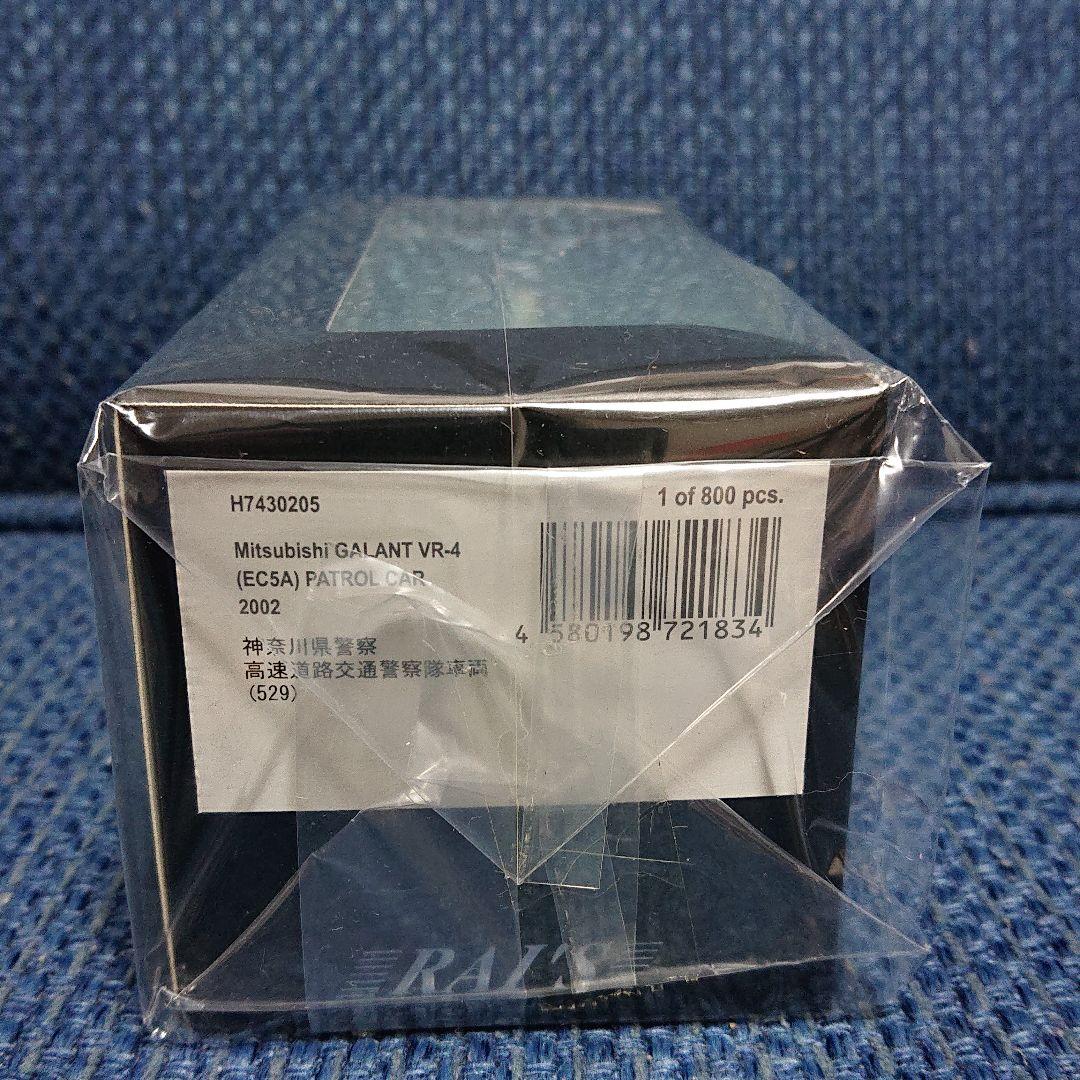 H7430205
1 of 800 pcs.
Mitsubishi GALANT VR-4
(EC5A) PATROL CAR
2002
神奈川県警察
高速道路交通警察隊車両
(529)
4 580198 721834
RAI'S